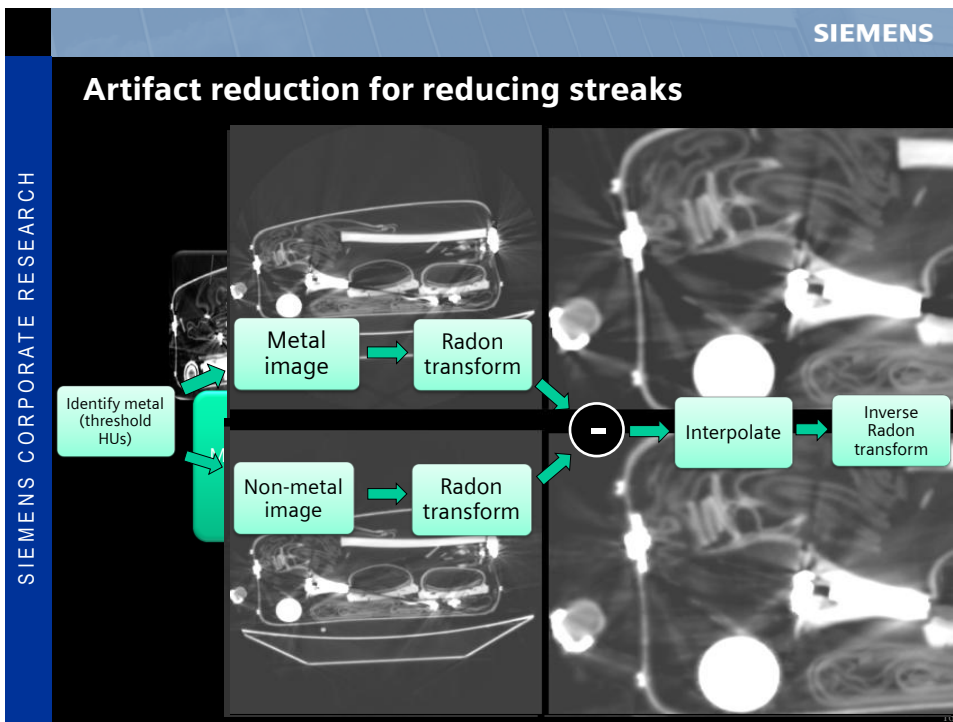 SIEMENS
Artifact reduction for reducing streaks
SIEMENS CORPORATE RESEARCH
Metal
image
Radon
transform
Identify metal
(threshold
HUs)
Interpolate
Inverse
Radon
transform
Non-metal
image
Radon
transform
-